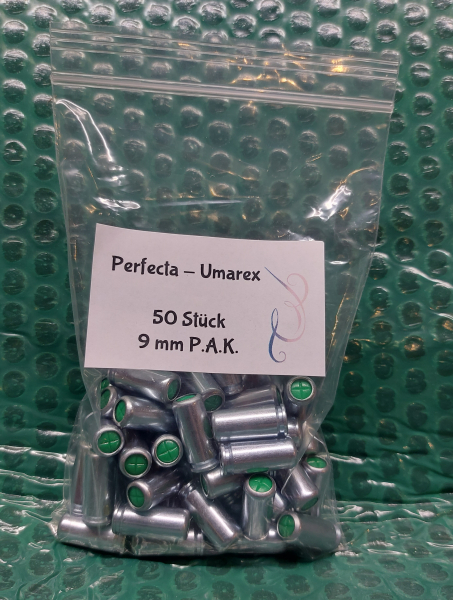 Perfecta – Umarex
50 Stück
9 mm P.A.K.